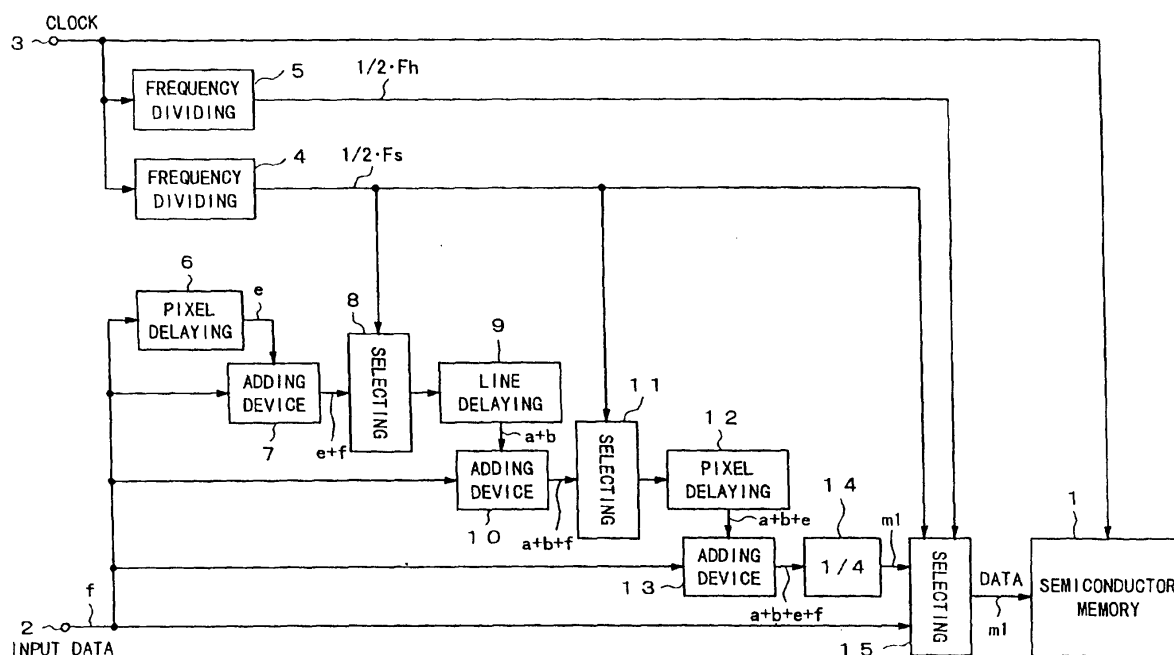 CLOCK
3
5
1/2·Fh
FREQUENCY
DIVIDING
4
1/2·Fs
FREQUENCY
DIVIDING
6
e
PIXEL
DELAYING
8
SELECTING
9
LINE
DELAYING
ADDING
DEVICE
7
e+f
a+b
11
SELECTING
12
PIXEL
DELAYING
ADDING
DEVICE
10
a+b+f
a+b+e
14
1/4
m1
1
ADDING
DEVICE
13
a+b+e+f
SELECTING
15
DATA
m1
SEMICONDUCTOR
MEMORY
f
2
INPUT DATA